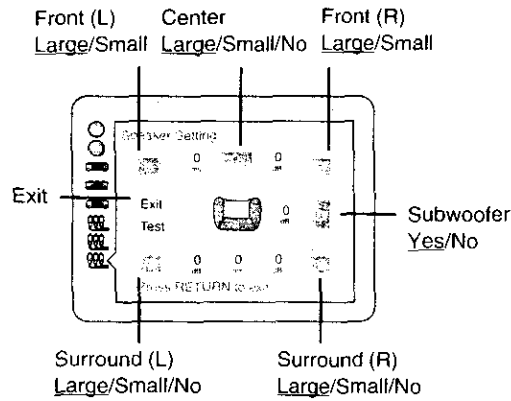 Front (L)
Large/Small
Center
Large/Small/No
Front (R)
Large/Small
Speaker Setting
0
0
Exit
Exit
Test
0
Subwoofer
Yes/No
0
0
0
Press RETURN to exit
Surround (L)
Large/Small/No
Surround (R)
Large/Small/No